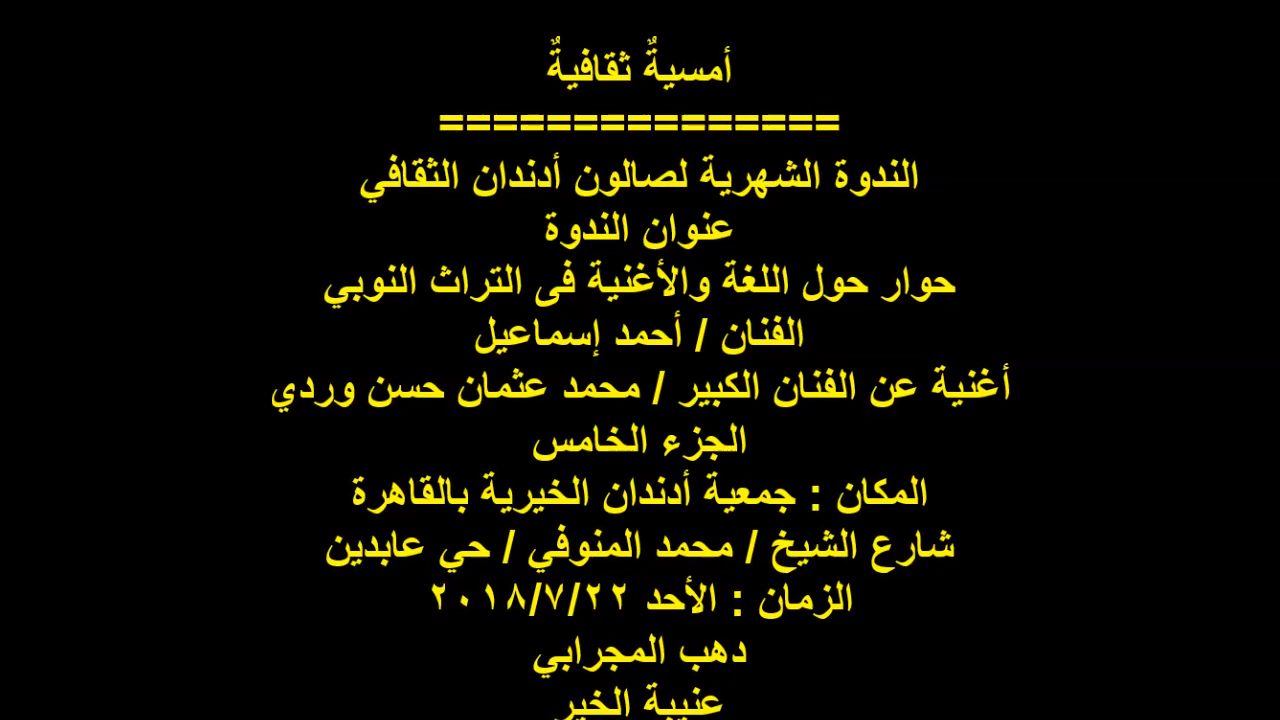 أمسيةٌ ثقافيةٌ
===============
الندوة الشهرية لصالون أدندان الثقافي
عنوان الندوة
حوار حول اللغة والأغنية فى التراث النوبي
الفنان / أحمد إسماعيل
أغنية عن الفنان الكبير / محمد عثمان حسن وردي
الجزء الخامس
المكان : جمعية أدندان الخيرية بالقاهرة
شارع الشيخ / محمد المنوفي / حي عابدين
الزمان : الأحد ٢٠١٨/٧/٢٢
دهب المجرابي
عنيبة الخير